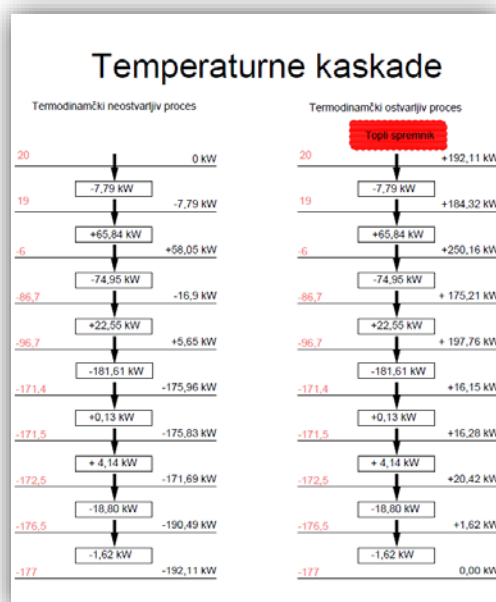 Temperaturne kaskade
Termodinamčki neostvarljiv proces
20
0 kW
-7,79 kW
19
-7,79 kW
+65,84 kW
-6
+58,05 kW
-74,95 kW
-86,7
-16,9 kW
+22,55 kW
-96,7
+5,65 kW
-181,61 kW
-171,4
-175,96 kW
+0,13 kW
-171,5
-175,83 kW
+ 4,14 kW
-172,5
-171,69 kW
-18,80 kW
-176,5
-190,49 kW
-1,62 kW
-177
-192,11 kW
Termodinamčki ostvarljiv proces
Topli spremnik
20
+192,11 kW
-7,79 kW
19
+184,32 kW
+65,84 kW
-6
+250,16 kW
-74,95 kW
-86,7
+ 175,21 kW
+22,55 kW
-96,7
+ 197,76 kW
-181,61 kW
-171,4
+16,15 kW
+0,13 kW
-171,5
+16,28 kW
+ 4,14 kW
-172,5
+20,42 kW
-18,80 kW
-176,5
+1,62 kW
-1,62 kW
-177
0,00 kW